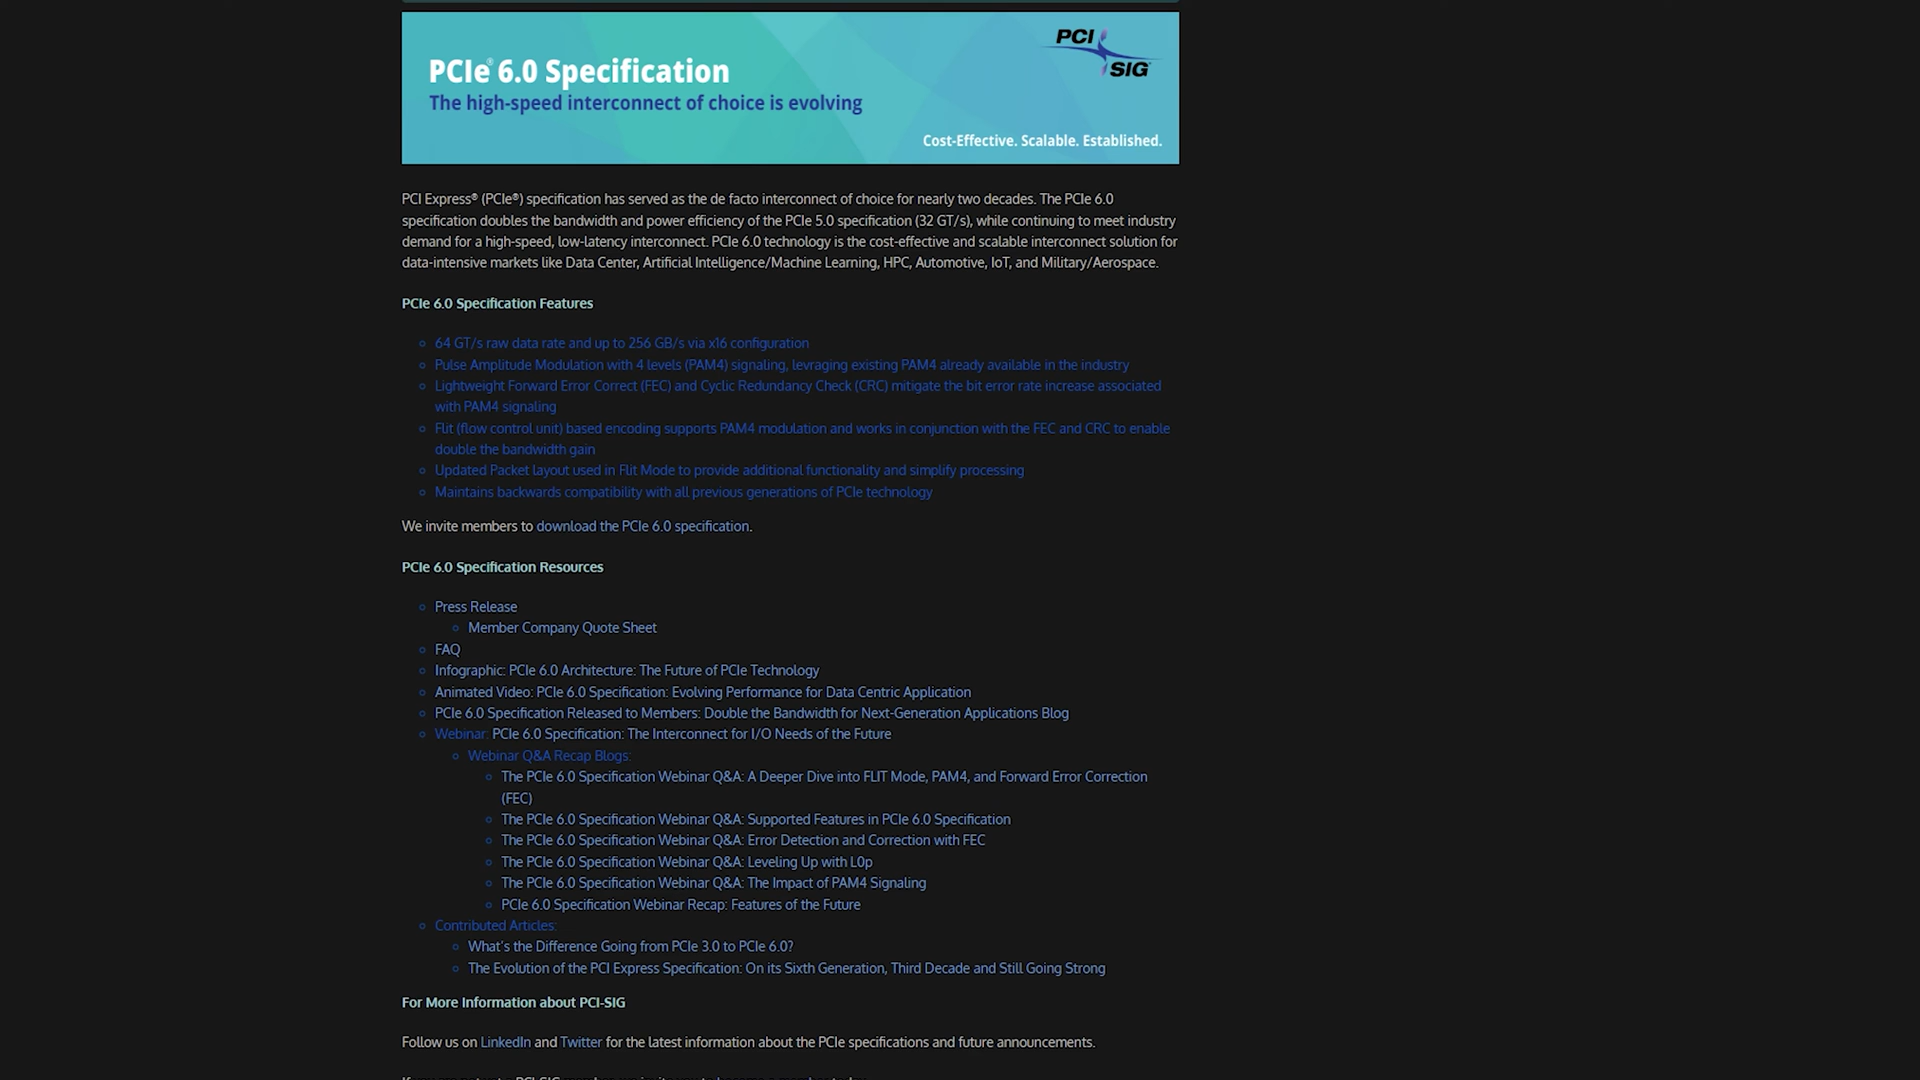 PCI
SIG
PCIe® 6.0 Specification
The high-speed interconnect of choice is evolving
Cost-Effective. Scalable. Established.
PCI Express® (PCIe®) specification has served as the de facto interconnect of choice for nearly two decades. The PCIe 6.0
specification doubles the bandwidth and power efficiency of the PCIe 5.0 specification (32 GT/s), while continuing to meet industry
demand for a high-speed, low-latency interconnect. PCIe 6.0 technology is the cost-effective and scalable interconnect solution for
data-intensive markets like Data Center, Artificial Intelligence/Machine Learning, HPC, Automotive, IoT, and Military/Aerospace.
PCIe 6.0 Specification Features
64 GT/s raw data rate and up to 256 GB/s via x16 configuration
Pulse Amplitude Modulation with 4 levels (PAM4) signaling, levraging existing PAM4 already available in the industry
Lightweight Forward Error Correct (FEC) and Cyclic Redundancy Check (CRC) mitigate the bit error rate increase associated
with PAM4 signaling
Flit (flow control unit) based encoding supports PAM4 modulation and works in conjunction with the FEC and CRC to enable
double the bandwidth gain
Updated Packet layout used in Flit Mode to provide additional functionality and simplify processing
Maintains backwards compatibility with all previous generations of PCIe technology
We invite members to download the PCIe 6.0 specification.
PCIe 6.0 Specification Resources
Press Release
Member Company Quote Sheet
FAQ
Infographic: PCIe 6.0 Architecture: The Future of PCIe Technology
Animated Video: PCIe 6.0 Specification: Evolving Performance for Data Centric Application
PCIe 6.0 Specification Released to Members: Double the Bandwidth for Next-Generation Applications Blog
Webinar: PCIe 6.0 Specification: The Interconnect for I/O Needs of the Future
Webinar Q&A Recap Blogs:
The PCIe 6.0 Specification Webinar Q&A: A Deeper Dive into FLIT Mode, PAM4, and Forward Error Correction
(FEC)
The PCIe 6.0 Specification Webinar Q&A: Supported Features in PCIe 6.0 Specification
The PCIe 6.0 Specification Webinar Q&A: Error Detection and Correction with FEC
The PCIe 6.0 Specification Webinar Q&A: Leveling Up with L0p
The PCIe 6.0 Specification Webinar Q&A: The Impact of PAM4 Signaling
PCIe 6.0 Specification Webinar Recap: Features of the Future
Contributed Articles:
What's the Difference Going from PCIe 3.0 to PCIe 6.0?
The Evolution of the PCI Express Specification: On its Sixth Generation, Third Decade and Still Going Strong
For More Information about PCI-SIG
Follow us on LinkedIn and Twitter for the latest information about the PCIe specifications and future announcements.